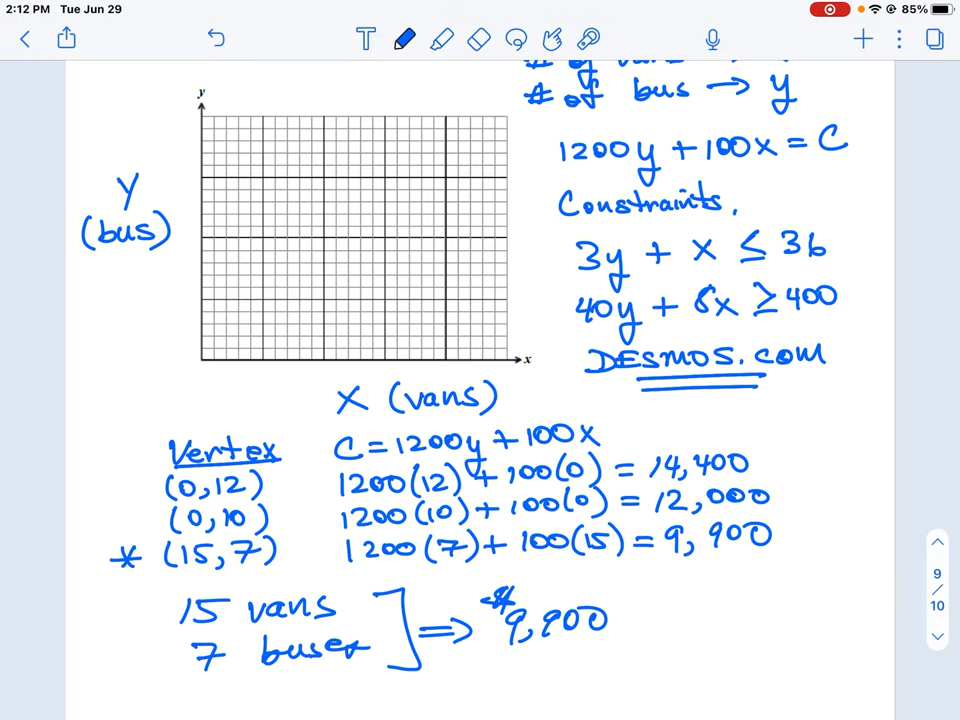 2:12 PM Tue Jun 29
85%
T
# of vans →
# of bus → y
y
1200y + 100x = C
Constraints,
Y
(bus)
3y + x ≤ 36
40y + 8x ≥ 400
DESMOS.COM
x
X (vans)
Vertex C = 1200y + 100x
(0,12) 1200(12) + 100(0) = 14,400
(0,10) 1200(10) + 100(0) = 12,000
* (15,7) 1200(7) + 100(15) = 9,900
15 vans
7 buses ] ⇒ $9,900
9
/
10